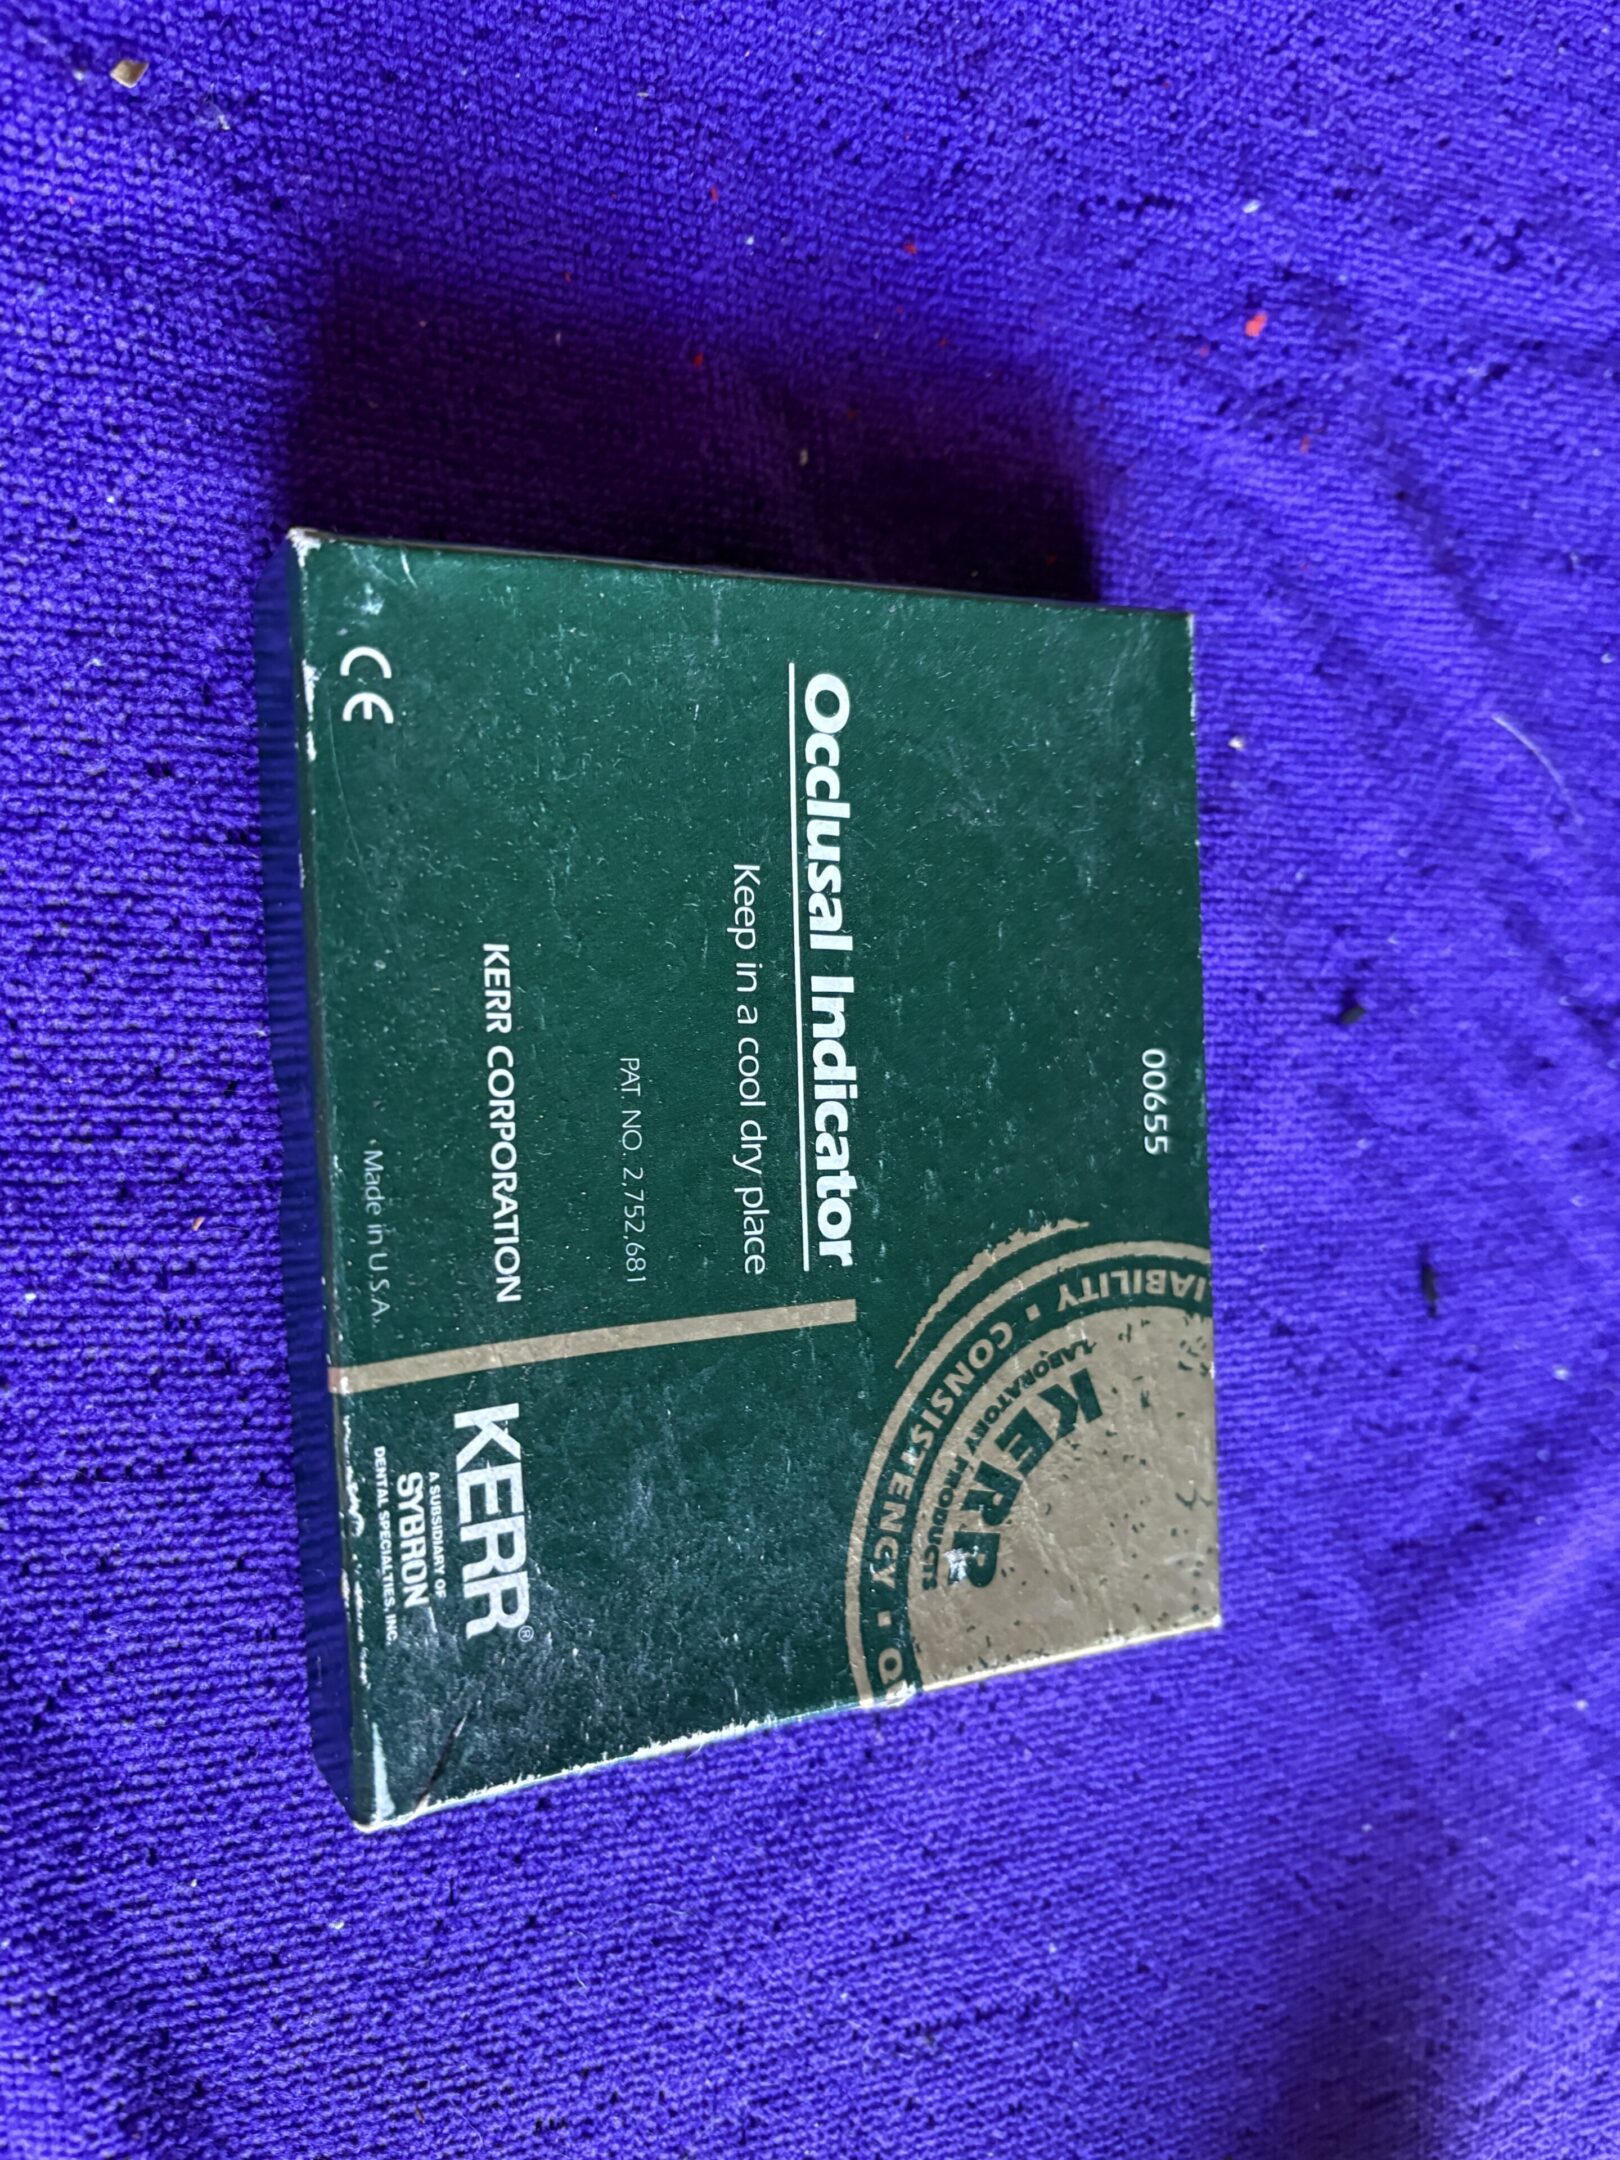 00655
Occlusal Indicator
Keep in a cool dry place
PAT. NO. 2,752,681
KERR CORPORATION
Made in U.S.A.
CE
KERR
LABORATORY PRODUCTS
CONSISTENCY
KERR®
A SUBSIDIARY OF
SYBRON
DENTAL SPECIALTIES, INC.